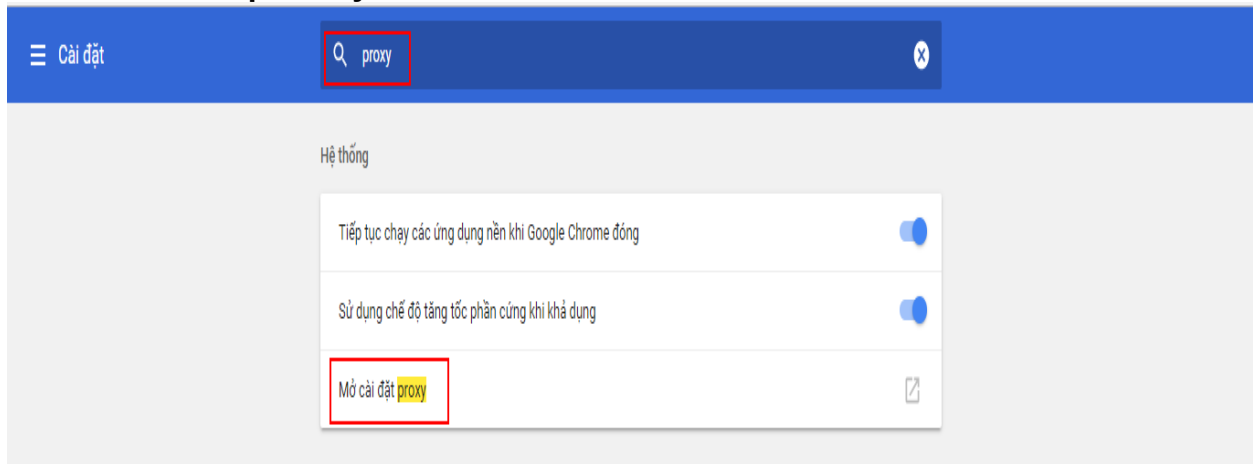 Cài đặt
proxy
Hệ thống
Tiếp tục chạy các ứng dụng nền khi Google Chrome đóng
Sử dụng chế độ tăng tốc phần cứng khi khả dụng
Mở cài đặt proxy